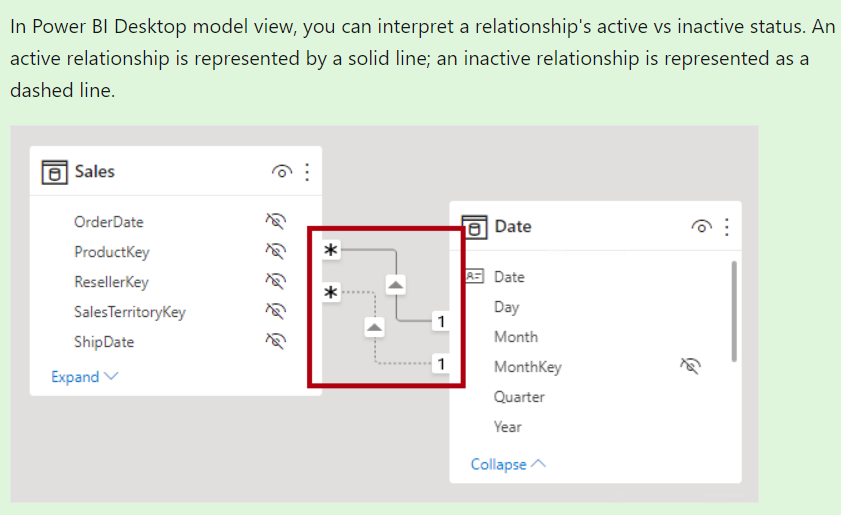 In Power BI Desktop model view, you can interpret a relationship's active vs inactive status. An
active relationship is represented by a solid line; an inactive relationship is represented as a
dashed line.
Sales
OrderDate
ProductKey
ResellerKey
SalesTerritoryKey
ShipDate
Expand
*
*
1
1
Date
Date
Day
Month
MonthKey
Quarter
Year
Collapse